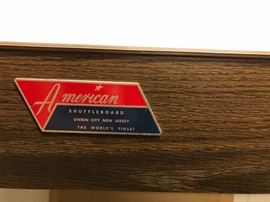 American
SHUFFLEBOARD
UNION CITY, NEW JERSEY
THE WORLD'S FINEST